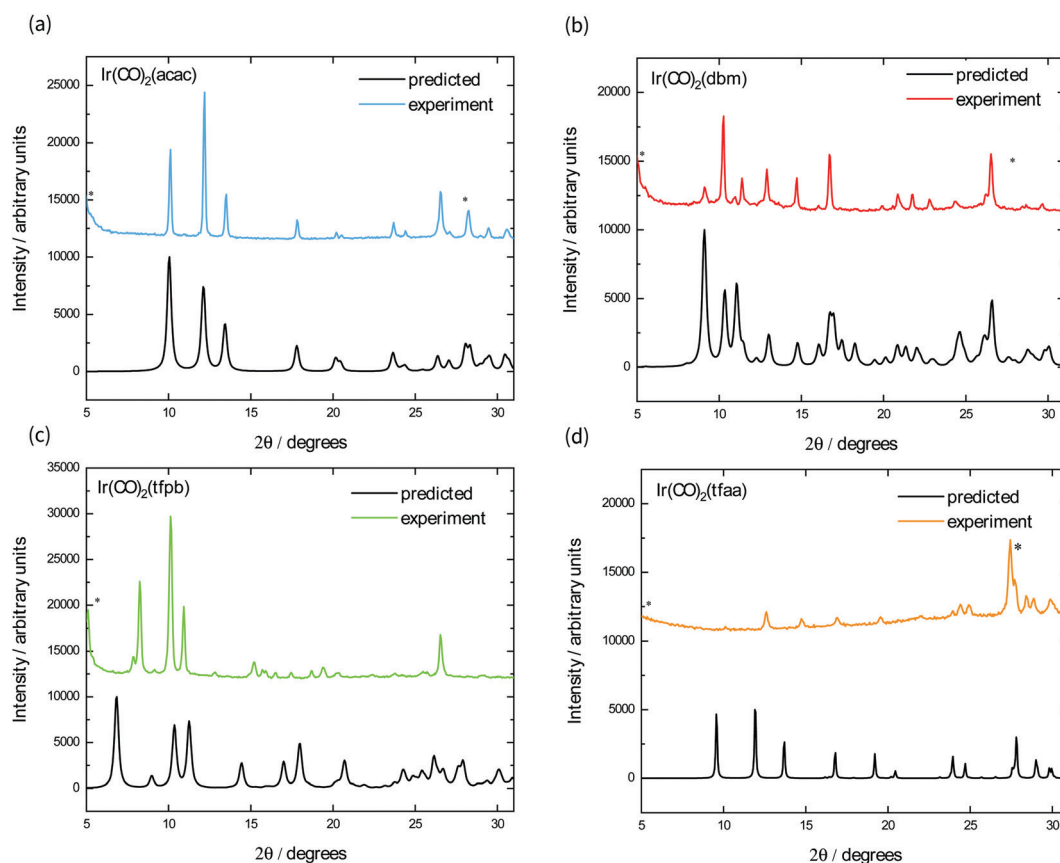 (a)
Ir(CO)2(acac)
predicted
experiment
*
*
25000
20000
15000
10000
5000
0
Intensity / arbitrary units
5 10 15 20 25 30
2θ / degrees
(b)
Ir(CO)2(dbm)
predicted
experiment
*
*
20000
15000
10000
5000
0
Intensity / arbitrary units
5 10 15 20 25 30
2θ / degrees
(c)
Ir(CO)2(tfpb)
predicted
experiment
*
35000
30000
25000
20000
15000
10000
5000
0
Intensity / arbitrary units
5 10 15 20 25 30
2θ / degrees
(d)
Ir(CO)2(tfaa)
predicted
experiment
*
*
20000
15000
10000
5000
0
Intensity / arbitrary units
5 10 15 20 25 30
2θ / degrees